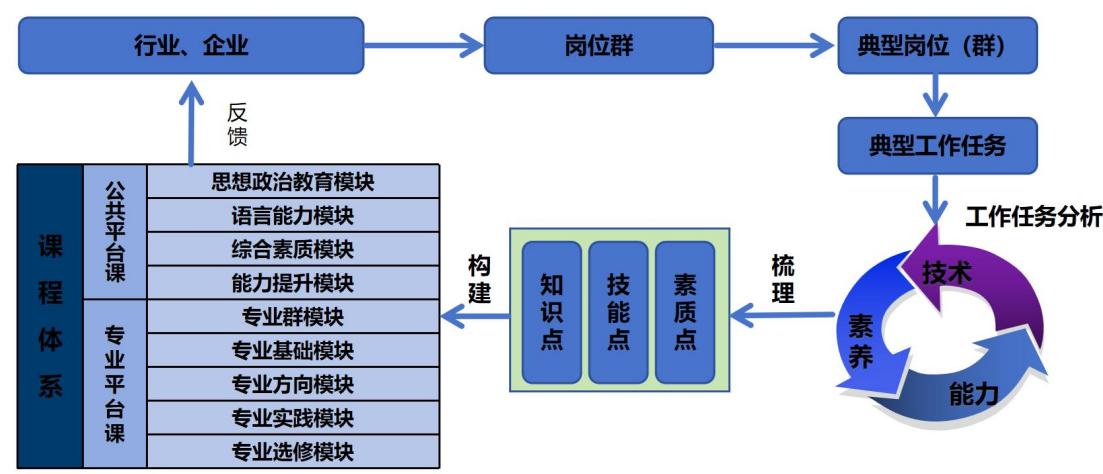 行业、企业
岗位群
典型岗位（群）
反馈
典型工作任务
工作任务分析
技术
素养
能力
梳理
知识点
技能点
素质点
构建
课程体系
公共平台课
思想政治教育模块
语言能力模块
综合素质模块
能力提升模块
专业平台课
专业群模块
专业基础模块
专业方向模块
专业实践模块
专业选修模块